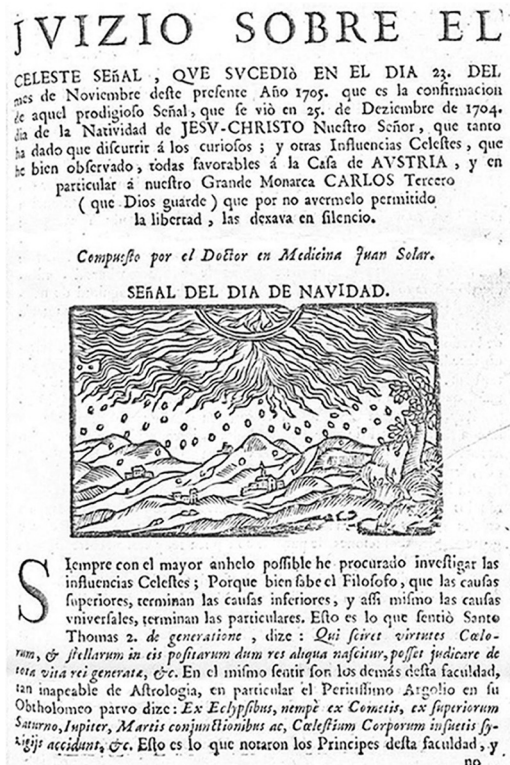 JVIZIO SOBRE EL
CELESTE SEñAL, QVE SVCEDIò EN EL DIA 23. DEL
mes de Noviembre deſte preſente Año 1705. que es la confirmacion
de aquel prodigioſo Señal, que ſe viò en 25. de Deziembre de 1704.
dia de la Natividad de JESV-CHRISTO Nueſtro Señor, que tanto
ha dado que diſcurrir á los curioſos; y otras Influencias Celeſtes, que
he bien obſervado, todas favorables á la Caſa de AVSTRIA, y en
particular á nueſtro Grande Monarca CARLOS Tercero
( que Dios guarde ) que por no avermelo permitido
la libertad, las dexava en ſilencio.
Compueſto por el Doctor en Medicina Juan Solar.
SEñAL DEL DIA DE NAVIDAD.
SIempre con el mayor anhelo poſſible he procurado inveſtigar las
influencias Celeſtes; Porque bien ſabe el Filoſofo, que las cauſas
ſuperiores, terminan las cauſas inferiores, y aſſi miſmo las cauſas
vniverſales, terminan las particulares. Eſto es lo que ſentiò Santo
Thomas 2. de generatione, dize: Qui ſciret virtutes Cœlo-
rum, & ſtellarum in eis poſitarum dum res aliqua naſcitur, poſſet judicare de
tota vita rei generatæ, &c. En el miſmo ſentir ſon los demás deſta facultad,
tan inapeable de Aſtrologia, en particular el Peritiſſimo Argolio en ſu
Obtholomeo parvo dize: Ex Eclypſibus, nempè ex Cometis, ex ſuperiorum
Saturno, Iupiter, Martis conjunctionibus ac, Cœleſtium Corporum inſuetis ſy-
zigijs accidunt, &c. Eſto es lo que notaron los Principes deſta facultad, y
no